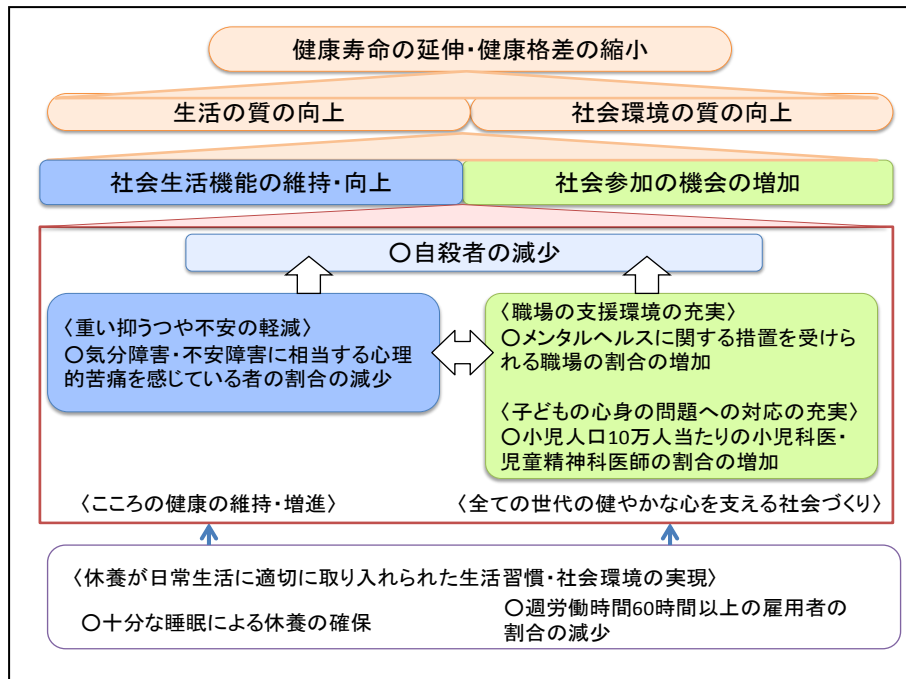 健康寿命の延伸・健康格差の縮小
生活の質の向上
社会環境の質の向上
社会生活機能の維持・向上
社会参加の機会の増加
○自殺者の減少
〈重い抑うつや不安の軽減〉
○気分障害・不安障害に相当する心理
的苦痛を感じている者の割合の減少
〈職場の支援環境の充実〉
○メンタルヘルスに関する措置を受けら
れる職場の割合の増加
〈子どもの心身の問題への対応の充実〉
○小児人口10万人当たりの小児科医・
児童精神科医師の割合の増加
〈こころの健康の維持・増進〉
〈全ての世代の健やかな心を支える社会づくり〉
〈休養が日常生活に適切に取り入れられた生活習慣・社会環境の実現〉
○十分な睡眠による休養の確保
○週労働時間60時間以上の雇用者の
割合の減少